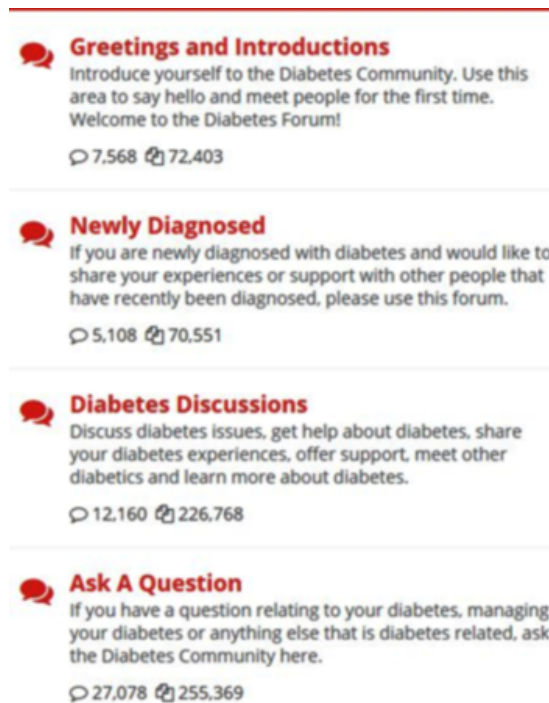 Greetings and Introductions
Introduce yourself to the Diabetes Community. Use this
area to say hello and meet people for the first time.
Welcome to the Diabetes Forum!
7,568 72,403
Newly Diagnosed
If you are newly diagnosed with diabetes and would like to
share your experiences or support with other people that
have recently been diagnosed, please use this forum.
5,108 70,551
Diabetes Discussions
Discuss diabetes issues, get help about diabetes, share
your diabetes experiences, offer support, meet other
diabetics and learn more about diabetes.
12,160 226,768
Ask A Question
If you have a question relating to your diabetes, managing
your diabetes or anything else that is diabetes related, ask
the Diabetes Community here.
27,078 255,369